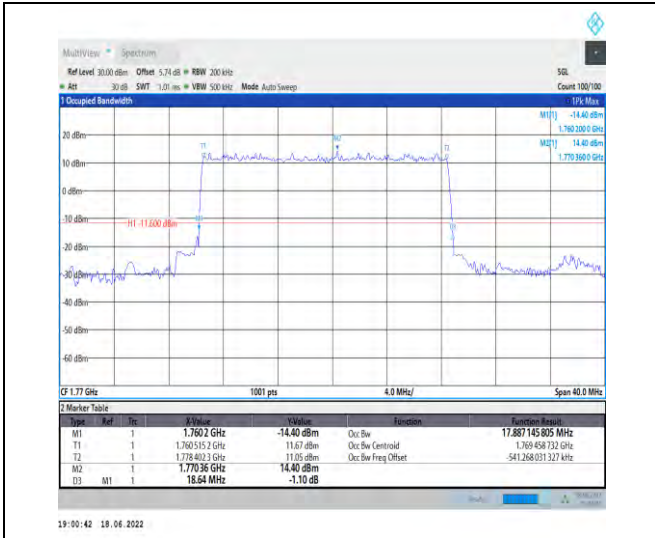 MultiView Spectrum
Ref Level 30.00 dBm Offset 5.74 dB RBW 200 kHz SGL
Att 30 dB SWT 1.01 ms VBW 500 kHz Mode Auto Sweep Count 100/100
1 Occupied Bandwidth 1Pk Max
M1[1] -14.40 dBm
1.760 200 0 GHz
M2[1] 14.40 dBm
1.770 360 0 GHz
20 dBm
T1 M2 T2
10 dBm
0 dBm
-10 dBm
H1 -11.600 dBm
M1 D3
-20 dBm
-30 dBm
-40 dBm
-50 dBm
-60 dBm
CF 1.77 GHz 1001 pts 4.0 MHz/ Span 40.0 MHz
2 Marker Table
Type Ref Trc X-Value Y-Value Function Function Result
M1 1 1.760 2 GHz -14.40 dBm Occ Bw 17.887 145 805 MHz
T1 1 1.760 515 2 GHz 11.67 dBm Occ Bw Centroid 1.769 458 732 GHz
T2 1 1.778 402 3 GHz 11.05 dBm Occ Bw Freq Offset -541.268 031 327 kHz
M2 1 1.770 36 GHz 14.40 dBm
D3 M1 1 18.64 MHz -1.10 dB
19:00:42 18.06.2022